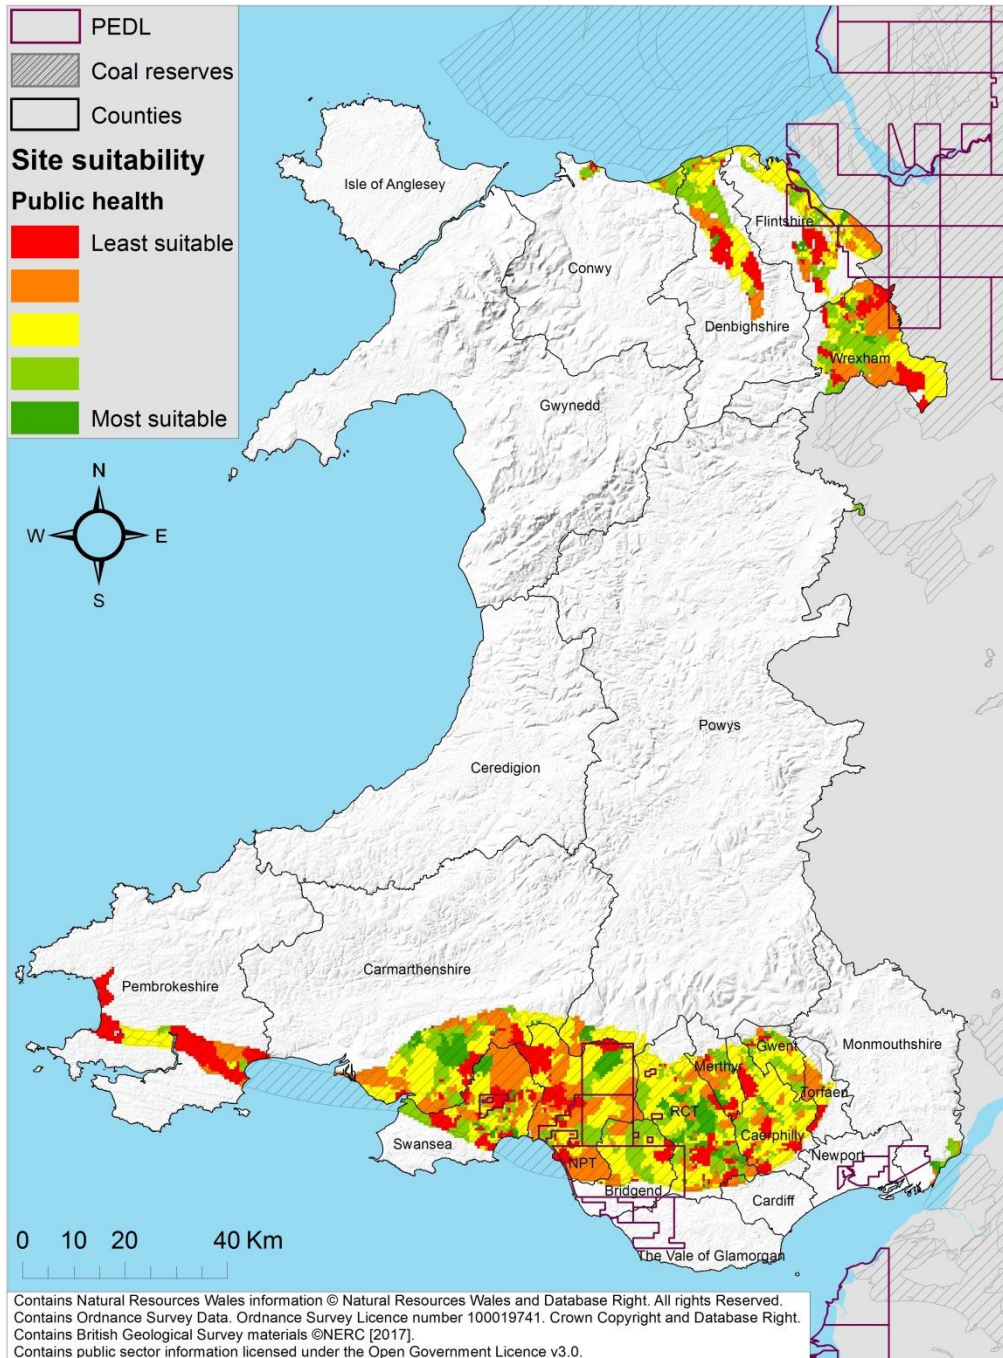 PEDL
Coal reserves
Counties
Site suitability
Public health
Least suitable
Most suitable
N
W
E
S
Isle of Anglesey
Conwy
Flintshire
Denbighshire
Wrexham
Gwynedd
Powys
Ceredigion
Carmarthenshire
Pembrokeshire
Monmouthshire
Gwent
Merthyr
Torfaen
RCT
Caerphilly
Swansea
Newport
NPT
Bridgend
Cardiff
The Vale of Glamorgan
0 10 20 40 Km
Contains Natural Resources Wales information © Natural Resources Wales and Database Right. All rights Reserved.
Contains Ordnance Survey Data. Ordnance Survey Licence number 100019741. Crown Copyright and Database Right.
Contains British Geological Survey materials ©NERC [2017].
Contains public sector information licensed under the Open Government Licence v3.0.